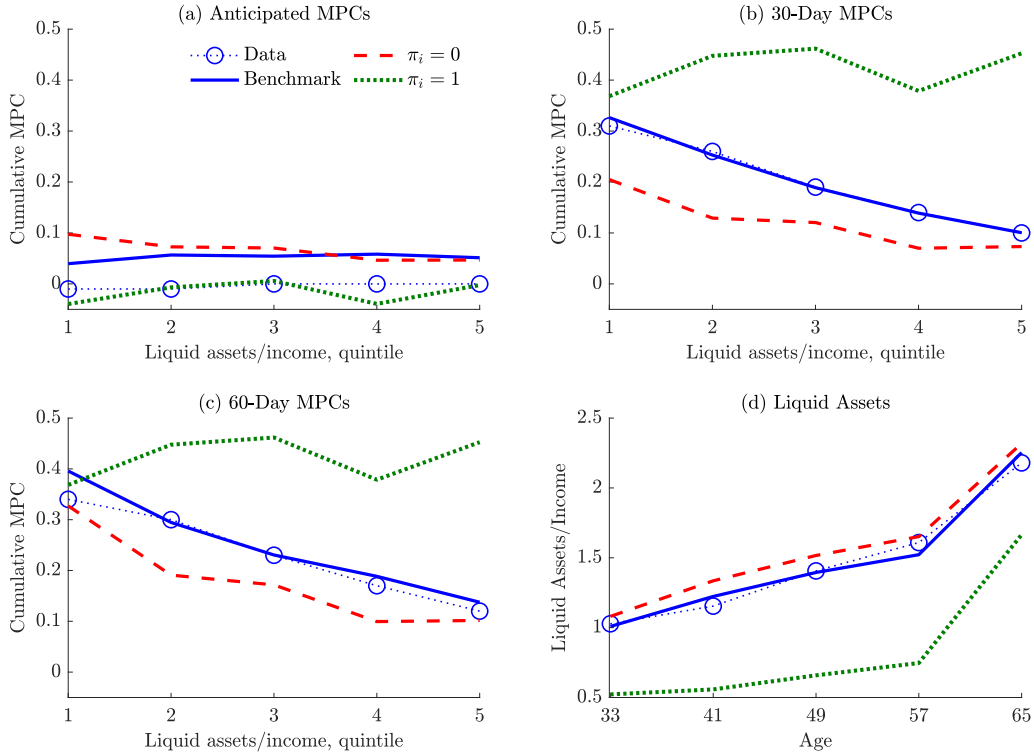 (a) Anticipated MPCs
0.5
0.4
0.3
0.2
0.1
0
Cumulative MPC
Data
Benchmark
π_i = 0
π_i = 1
1 2 3 4 5
Liquid assets/income, quintile
(b) 30-Day MPCs
0.5
0.4
0.3
0.2
0.1
0
Cumulative MPC
1 2 3 4 5
Liquid assets/income, quintile
(c) 60-Day MPCs
0.5
0.4
0.3
0.2
0.1
0
Cumulative MPC
1 2 3 4 5
Liquid assets/income, quintile
(d) Liquid Assets
2.5
2
1.5
1
0.5
Liquid Assets/Income
33 41 49 57 65
Age